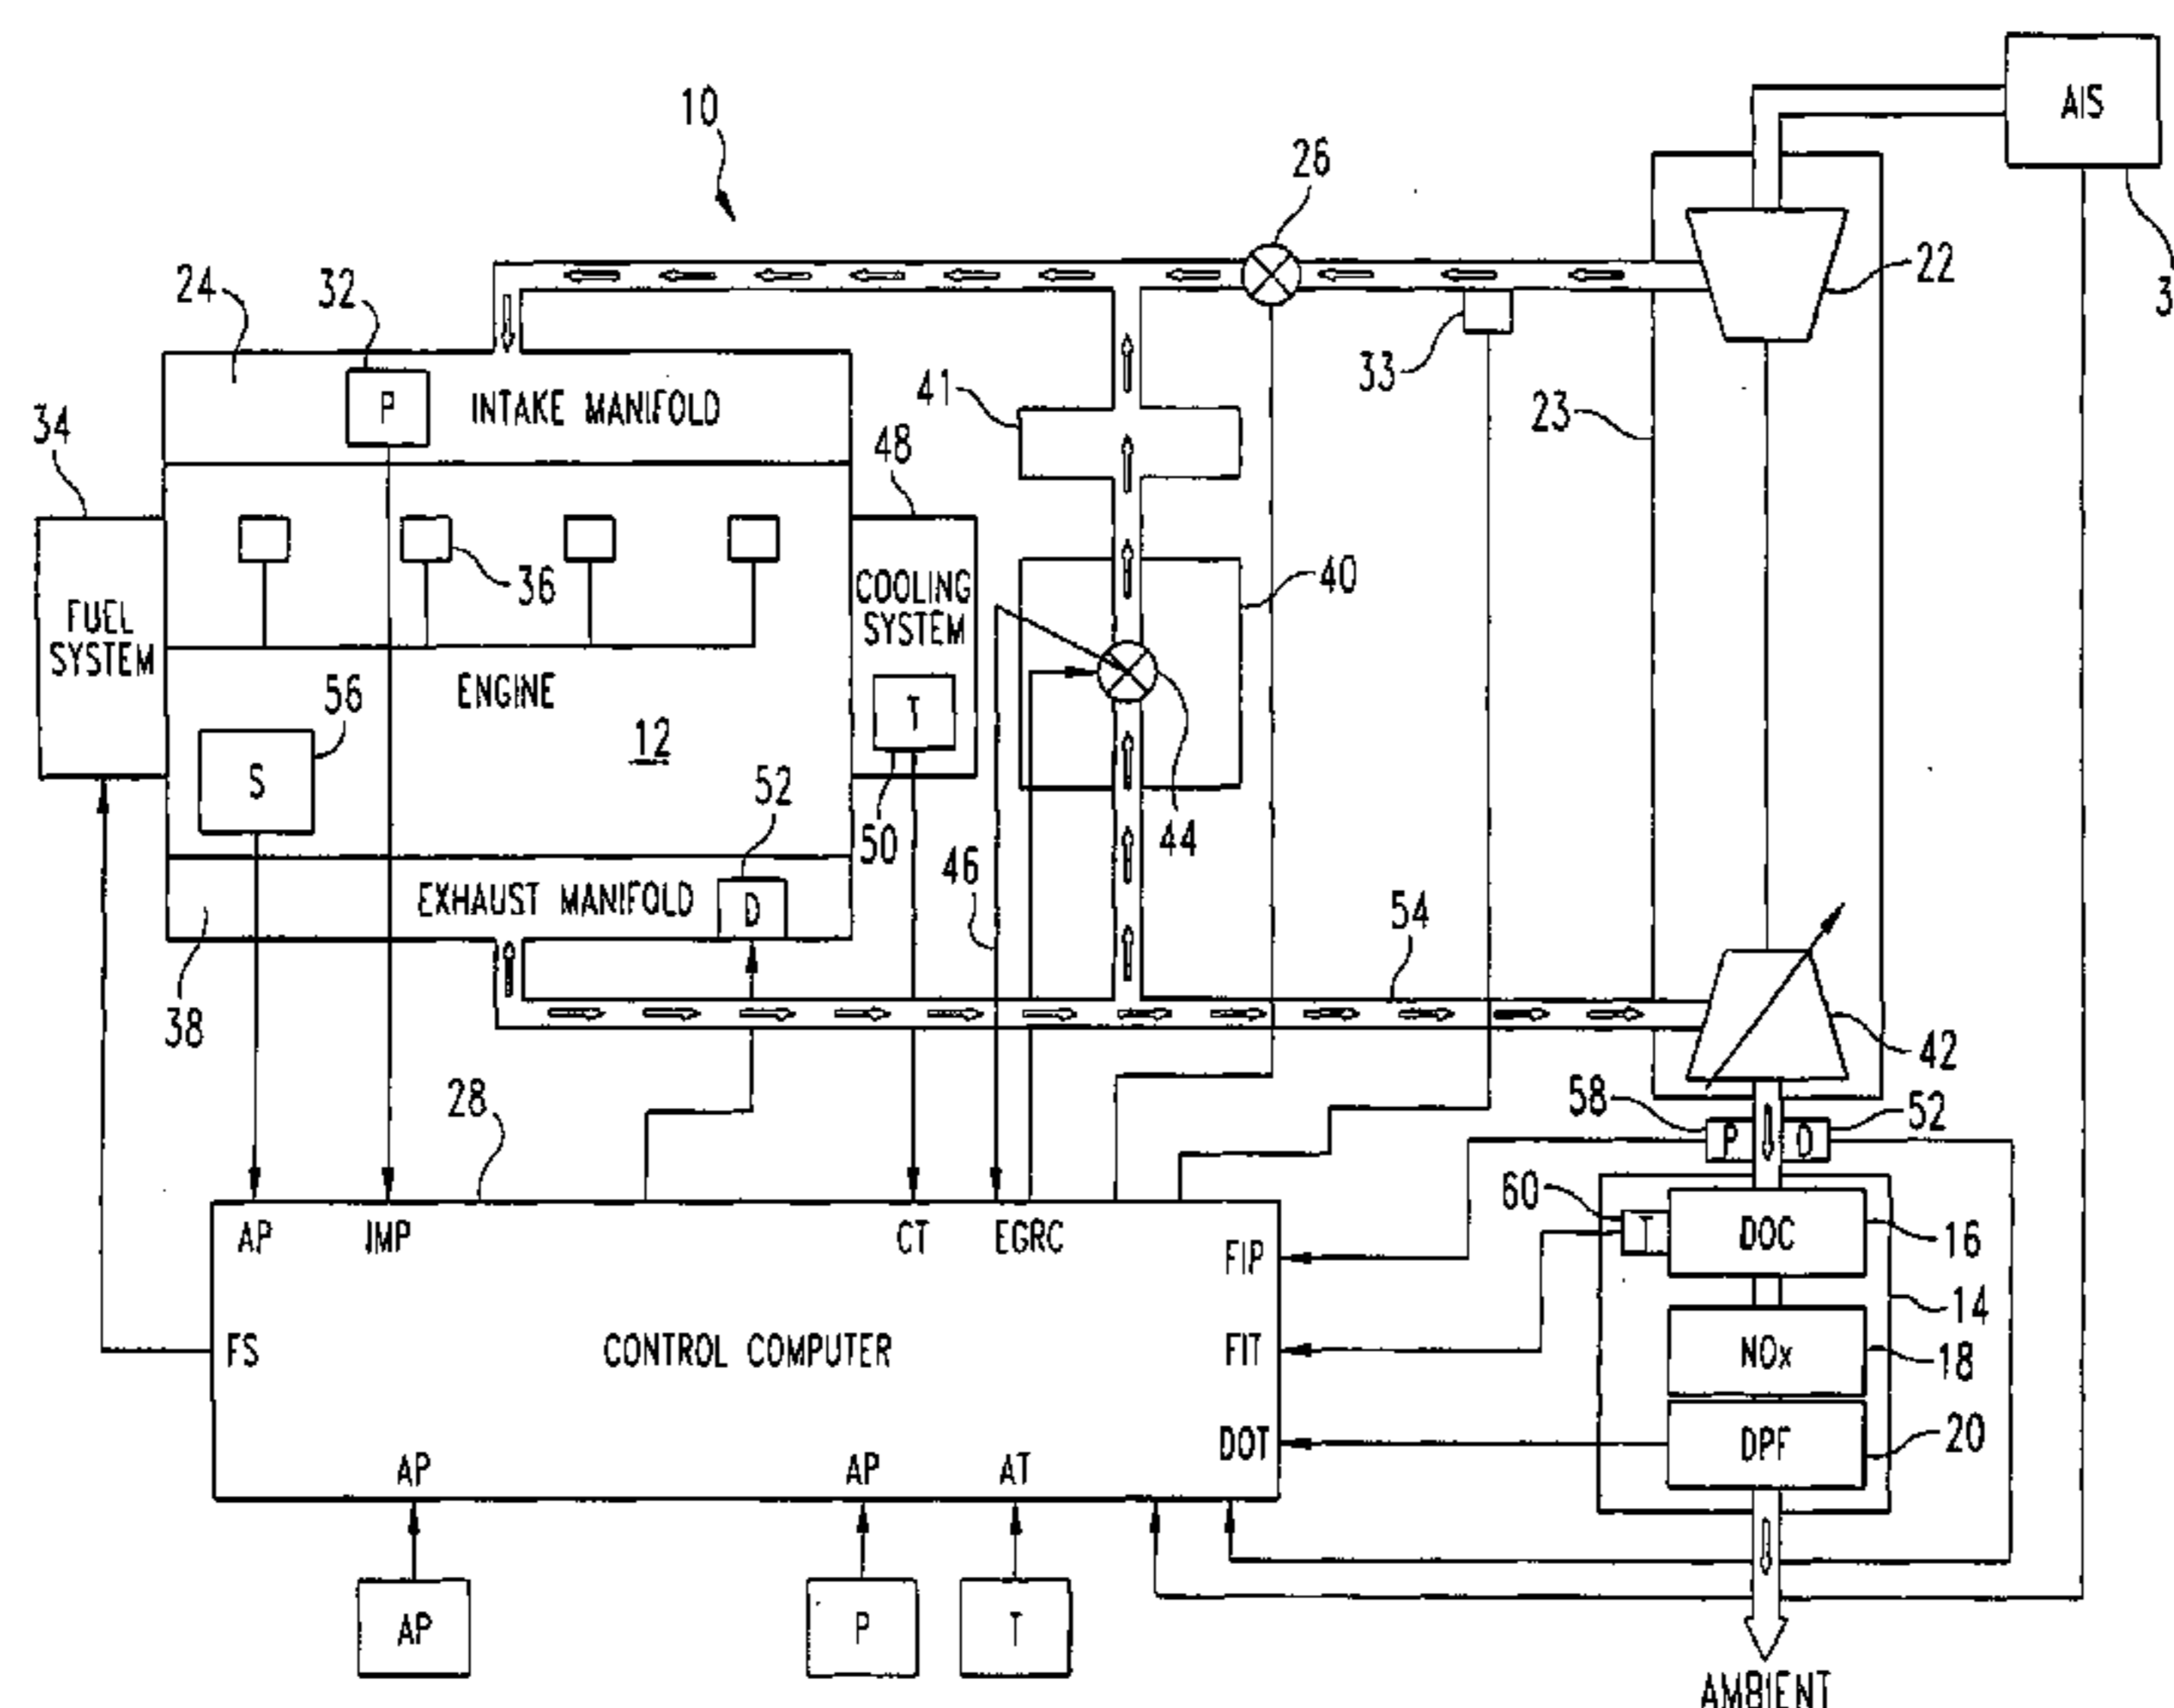 AIS
10
26
22
3
24
32
P
INTAKE MANIFOLD
33
41
23
34
48
36
40
FUEL
SYSTEM
COOLING
SYSTEM
ENGINE
56
12
T
S
52
50
44
46
54
EXHAUST MANIFOLD
D
38
42
28
58
P
D
52
60
T
DOC
16
AP
IMP
CT
EGRC
FIP
14
FS
CONTROL COMPUTER
FIT
NOx
18
DOT
DPF
20
AP
AP
AT
AP
P
T
AMBIENT